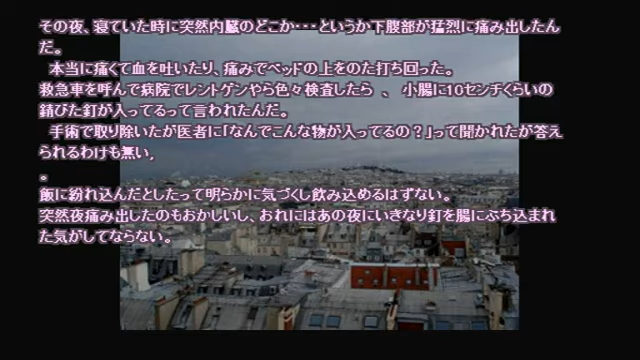 その夜、寝ていた時に突然内臓のどこか・・・というか下腹部が猛烈に痛み出したん
だ。
　本当に痛くて血を吐いたり、痛みでベッドの上をのた打ち回った。
救急車を呼んで病院でレントゲンやら色々検査したら 、 小腸に10センチくらいの
錆びた釘が入ってるって言われたんだ。
　手術で取り除いたが医者に「なんでこんな物が入ってるの？」って聞かれたが答え
られるわけも無い,
。
飯に紛れ込んだとしたって明らかに気づくし飲み込めるはずない。
突然夜痛み出したのもおかしいし、おれにはあの夜にいきなり釘を腸にぶち込まれ
た気がしてならない。